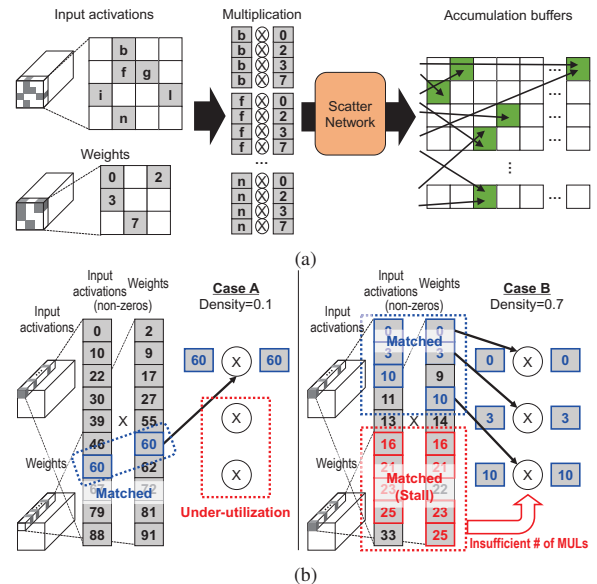 Input activations
Multiplication
Accumulation buffers
b
f g
i l
n
Weights
0 2
3
7
b X 0
b X 2
b X 3
b X 7
f X 0
f X 2
f X 3
f X 7
...
n X 0
n X 2
n X 3
n X 7
Scatter
Network
...
...
...
...
(a)
Input
activations
(non-zeros)
Weights
Input
activations
Weights
0 2
10 9
22 17
30 27
39 X 55
46 60
60 62
Matched
79 81
88 91
Case A
Density=0.1
60 X 60
X
X
Under-utilization
Input
activations
(non-zeros)
Weights
Input
activations
Weights
0 0
3 3
Matched
10 9
11 10
13 X 14
16 16
21 21
23 22
Matched
(Stall)
25 23
33 25
Case B
Density=0.7
0 X 0
3 X 3
10 X 10
Insufficient # of MULs
(b)